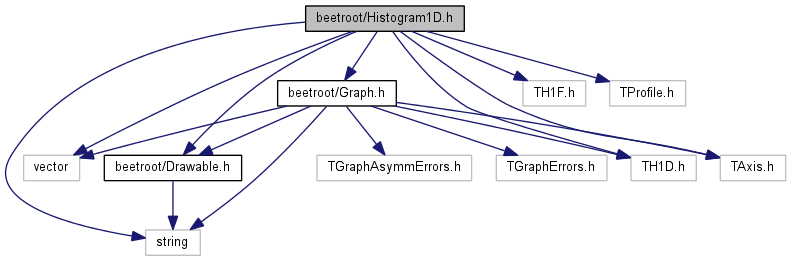 beetroot/Histogram1D.h
beetroot/Graph.h
TH1F.h
TProfile.h
vector
beetroot/Drawable.h
TGraphAsymmErrors.h
TGraphErrors.h
TH1D.h
TAxis.h
string